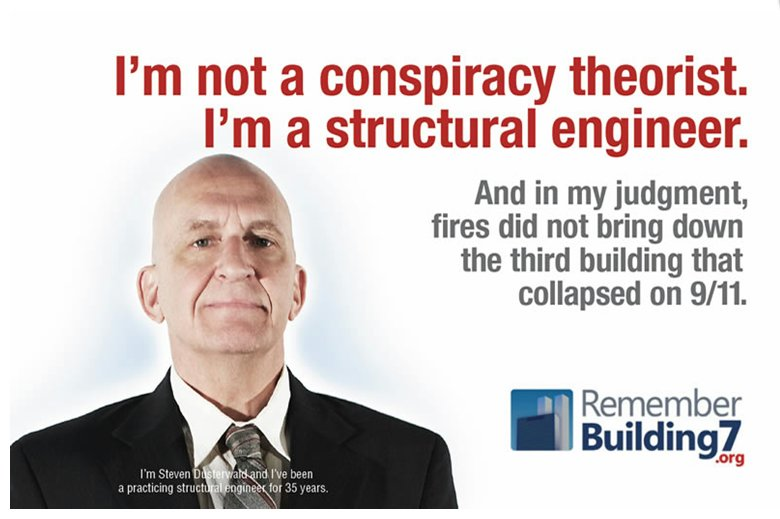 I'm not a conspiracy theorist.
I'm a structural engineer.
And in my judgment,
fires did not bring down
the third building that
collapsed on 9/11.
Remember
Building7
.org
I'm Steven Dusterwald and I've been
a practicing structural engineer for 35 years.